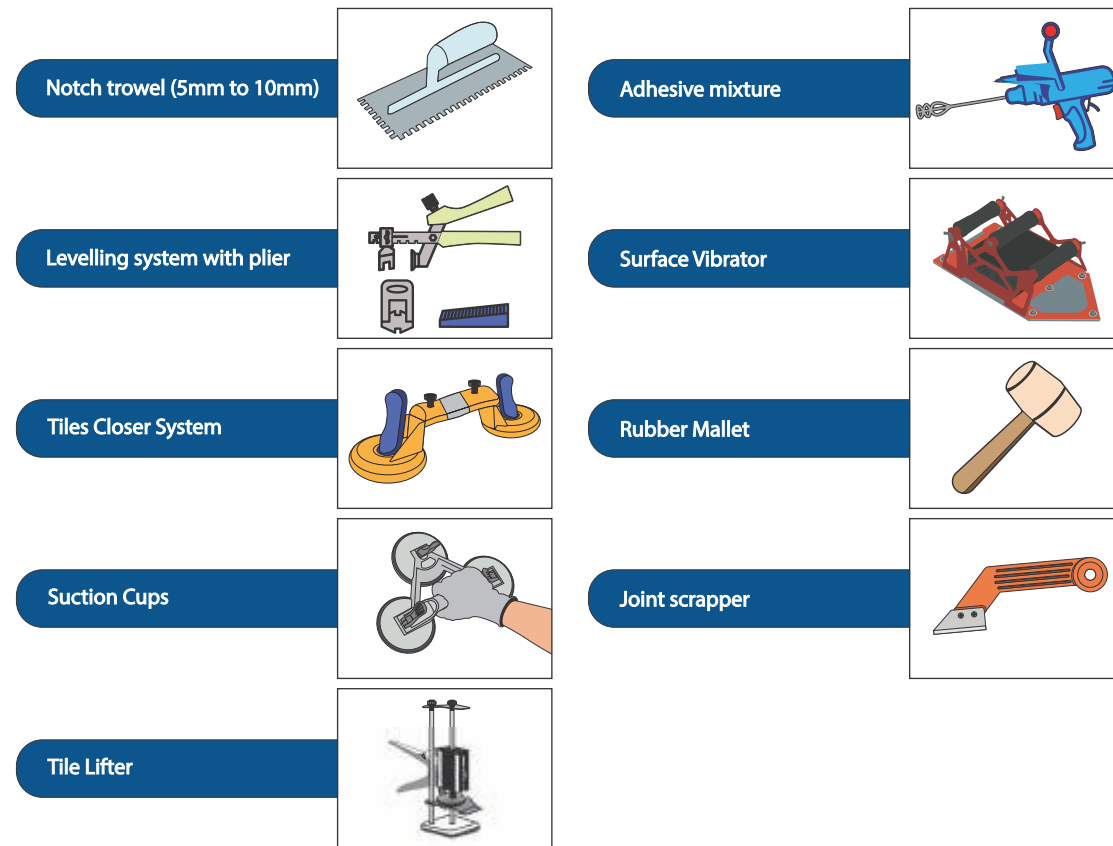 Notch trowel (5mm to 10mm)
Adhesive mixture
Levelling system with plier
Surface Vibrator
Tiles Closer System
Rubber Mallet
Suction Cups
Joint scrapper
Tile Lifter